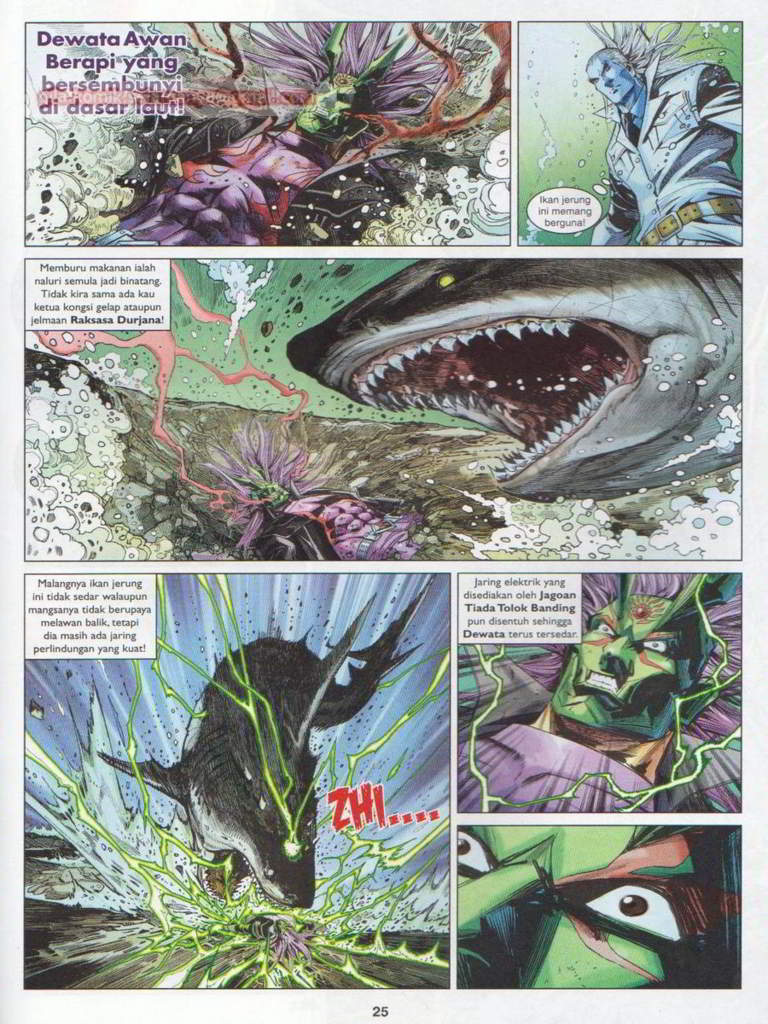 Dewata Awan
Berapi yang
bersembunyi
di dasar laut!
Ikan jerung
ini memang
berguna!
Memburu makanan ialah
naluri semula jadi binatang.
Tidak kira sama ada kau
ketua kongsi gelap ataupun
jelmaan Raksasa Durjana!
Malangnya ikan jerung
ini tidak sedar walaupun
mangsanya tidak berupaya
melawan balik, tetapi
dia masih ada jaring
perlindungan yang kuat!
ZHI....
Jaring elektrik yang
disediakan oleh Jagoan
Tiada Tolok Banding
pun disentuh sehingga
Dewata terus tersedar.
25